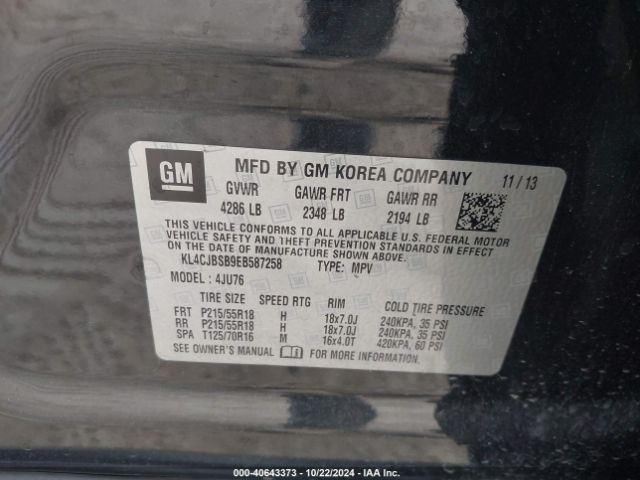 GM MFD BY GM KOREA COMPANY 11/13
GVWR GAWR FRT GAWR RR
4286 LB 2348 LB 2194 LB
THIS VEHICLE CONFORMS TO ALL APPLICABLE U.S. FEDERAL MOTOR
VEHICLE SAFETY AND THEFT PREVENTION STANDARDS IN EFFECT
ON THE DATE OF MANUFACTURE SHOWN ABOVE.
KL4CJBSB9EB587258 TYPE: MPV
MODEL: 4JU76
TIRE SIZE SPEED RTG RIM COLD TIRE PRESSURE
FRT P215/55R18 H 18x7.0J 240KPA, 35 PSI
RR P215/55R18 H 18x7.0J 240KPA, 35 PSI
SPA T125/70R16 M 16x4.0T 420KPA, 60 PSI
SEE OWNER'S MANUAL FOR MORE INFORMATION.
000-40643373 - 10/22/2024 - IAA Inc.